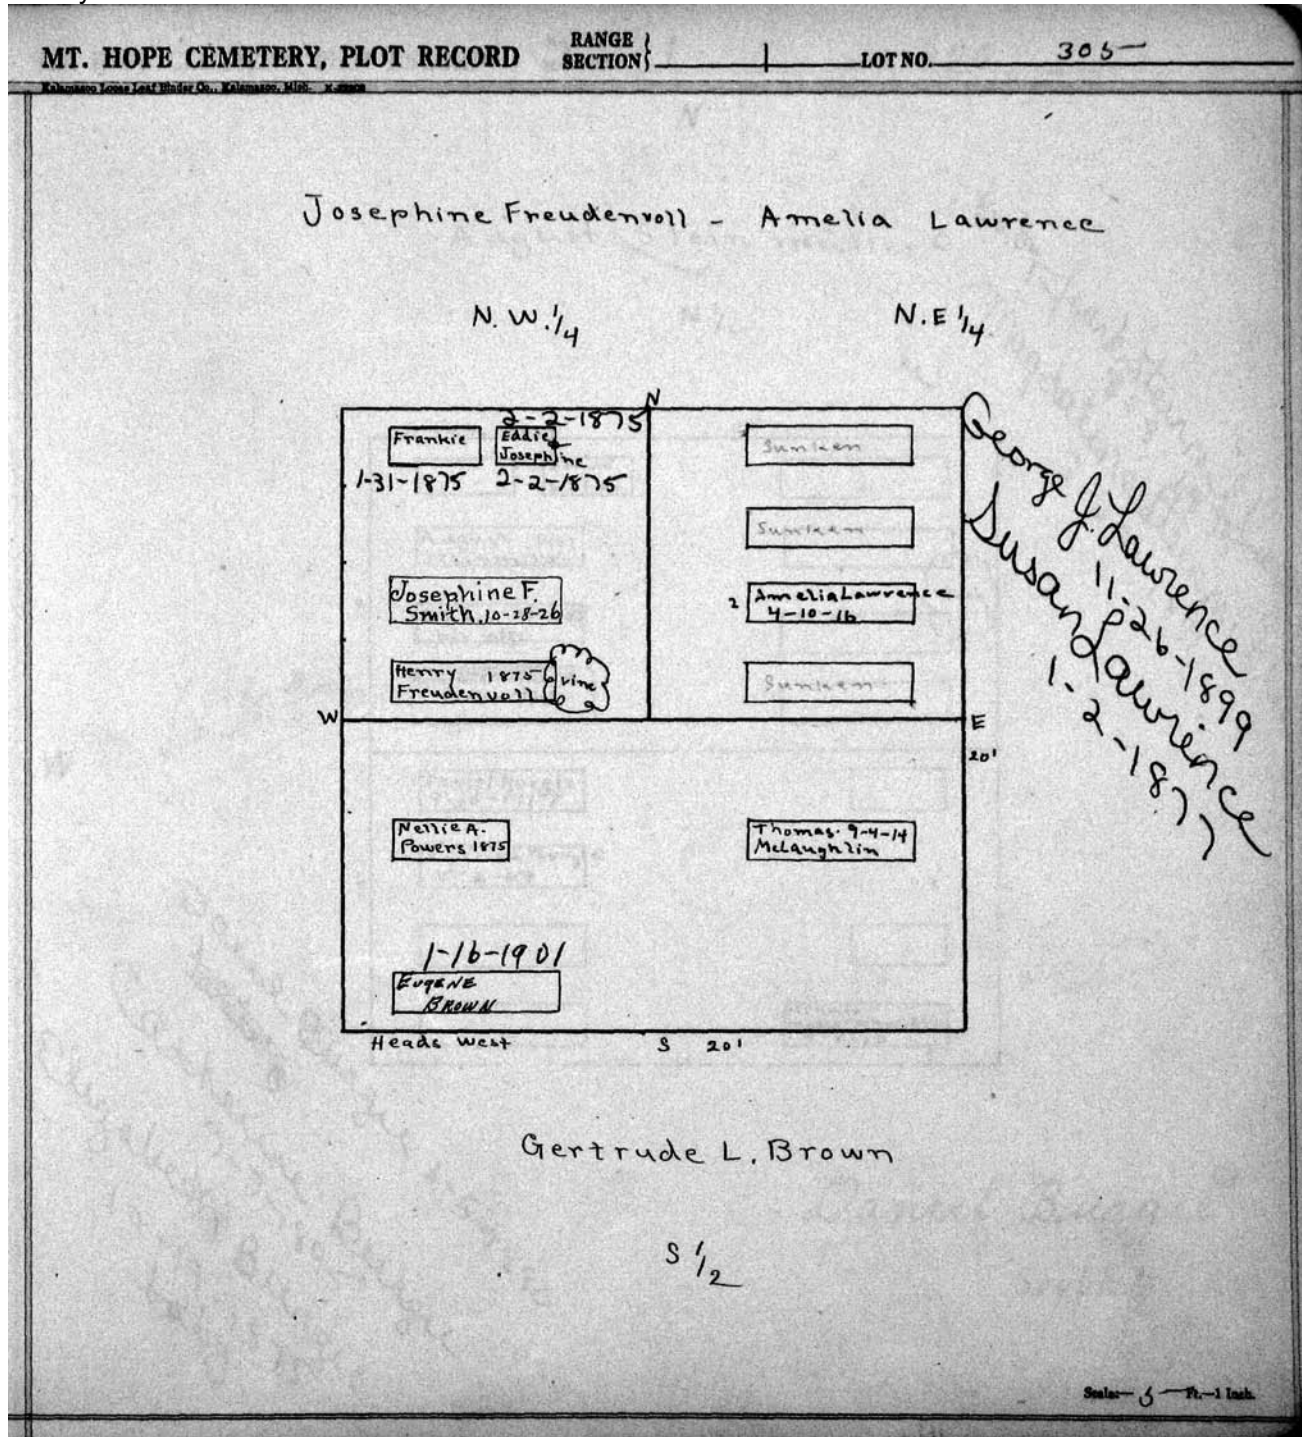 MT. HOPE CEMETERY, PLOT RECORD RANGE SECTION 1 LOT NO. 305
Kalamazoo Loose Leaf Binder Co., Kalamazoo, Mich.
Josephine Freudenvoll - Amelia Lawrence
N.W. 1/4 N.E 1/4
N
2-2-1875
Frankie
Eddie
Josephine
1-31-1875 2-2-1875
Sunken
Sunken
Josephine F.
Smith. 10-28-26
2 Amelia Lawrence
4-10-16
Henry 1875
Freudenvoll
vine
Sunken
George J. Lawrence
11-26-1899
Susan Lawrence
1-2-1877
W E
20'
Nellie A.
Powers 1875
Thomas. 9-4-14
McLaughlin
1-16-1901
EUGENE
BROWN
Heads West S 20'
Gertrude L. Brown
S 1/2
Scale— 5 —Ft.—1 Inch.